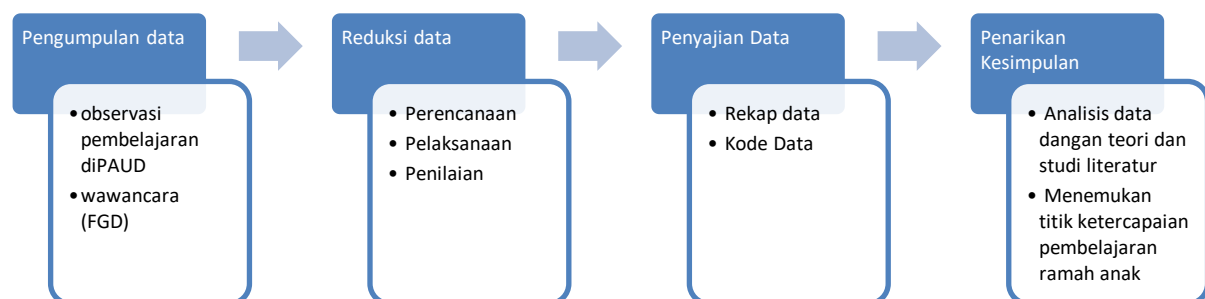 Pengumpulan data
• observasi
pembelajaran
diPAUD
• wawancara
(FGD)
Reduksi data
• Perencanaan
• Pelaksanaan
• Penilaian
Penyajian Data
• Rekap data
• Kode Data
Penarikan
Kesimpulan
• Analisis data
dangan teori dan
studi literatur
• Menemukan
titik ketercapaian
pembelajaran
ramah anak